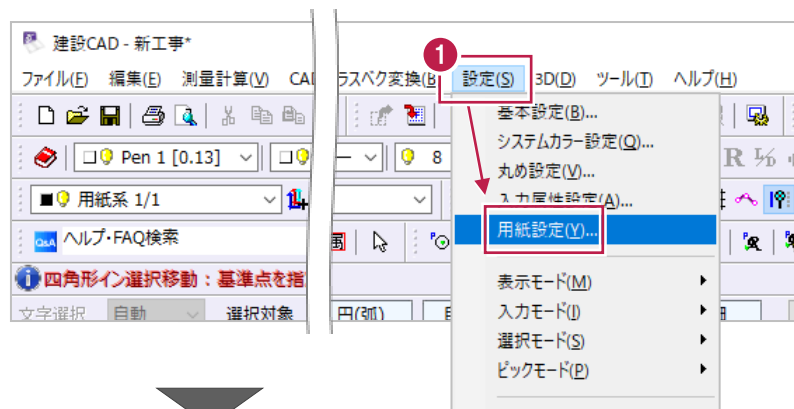 建設CAD - 新工事*
1
ファイル(F) 編集(E) 測量計算(V) CA ラスベク変換(B 設定(S) 3D(D) ツール(T) ヘルプ(H)
基本設定(B)...
Pen 1 [0.13] 8
システムカラー設定(Q)...
丸め設定(V)...
用紙系 1/1
入力属性設定(A)...
Q&A ヘルプ・FAQ検索
用紙設定(Y)...
四角形イン選択移動：基準点を指
表示モード(M)
文字選択 自動 選択対象 円(弧)
入力モード(I)
選択モード(S)
ピックモード(P)